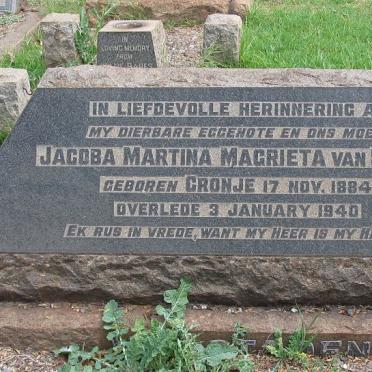 IN
LOVING MEMORY
FROM
IN LIEFDEVOLLE HERINNERING A
MY DIERBARE EGGENOTE EN ONS MOE
JACOBA MARTINA MAGRIETA VAN
GEBOREN CRONJE 17 NOV. 1884
OVERLEDE 3 JANUARY 1940
EK RUS IN VREDE, WANT MY HEER IS MY H